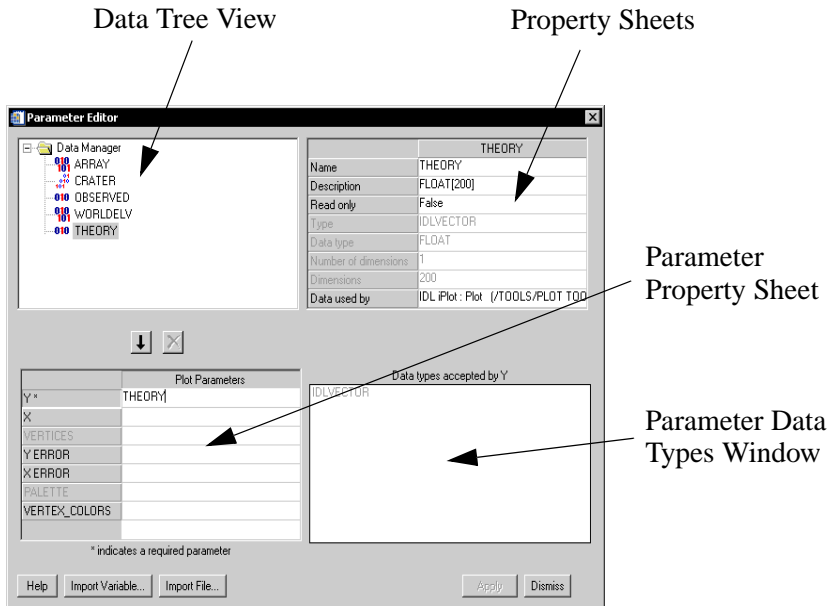 Data Tree View
Property Sheets
Parameter Editor
Data Manager
ARRAY
CRATER
OBSERVED
WORLDELV
THEORY
THEORY
Name THEORY
Description FLOAT[200]
Read only False
Type IDLVECTOR
Data type FLOAT
Number of dimensions 1
Dimensions 200
Data used by IDL iPlot : Plot (/TOOLS/PLOT TOO
Parameter
Property Sheet
Plot Parameters
Y * THEORY
X
VERTICES
Y ERROR
X ERROR
PALETTE
VERTEX_COLORS
* indicates a required parameter
Data types accepted by Y
IDLVECTOR
Parameter Data
Types Window
Help Import Variable... Import File... Apply Dismiss